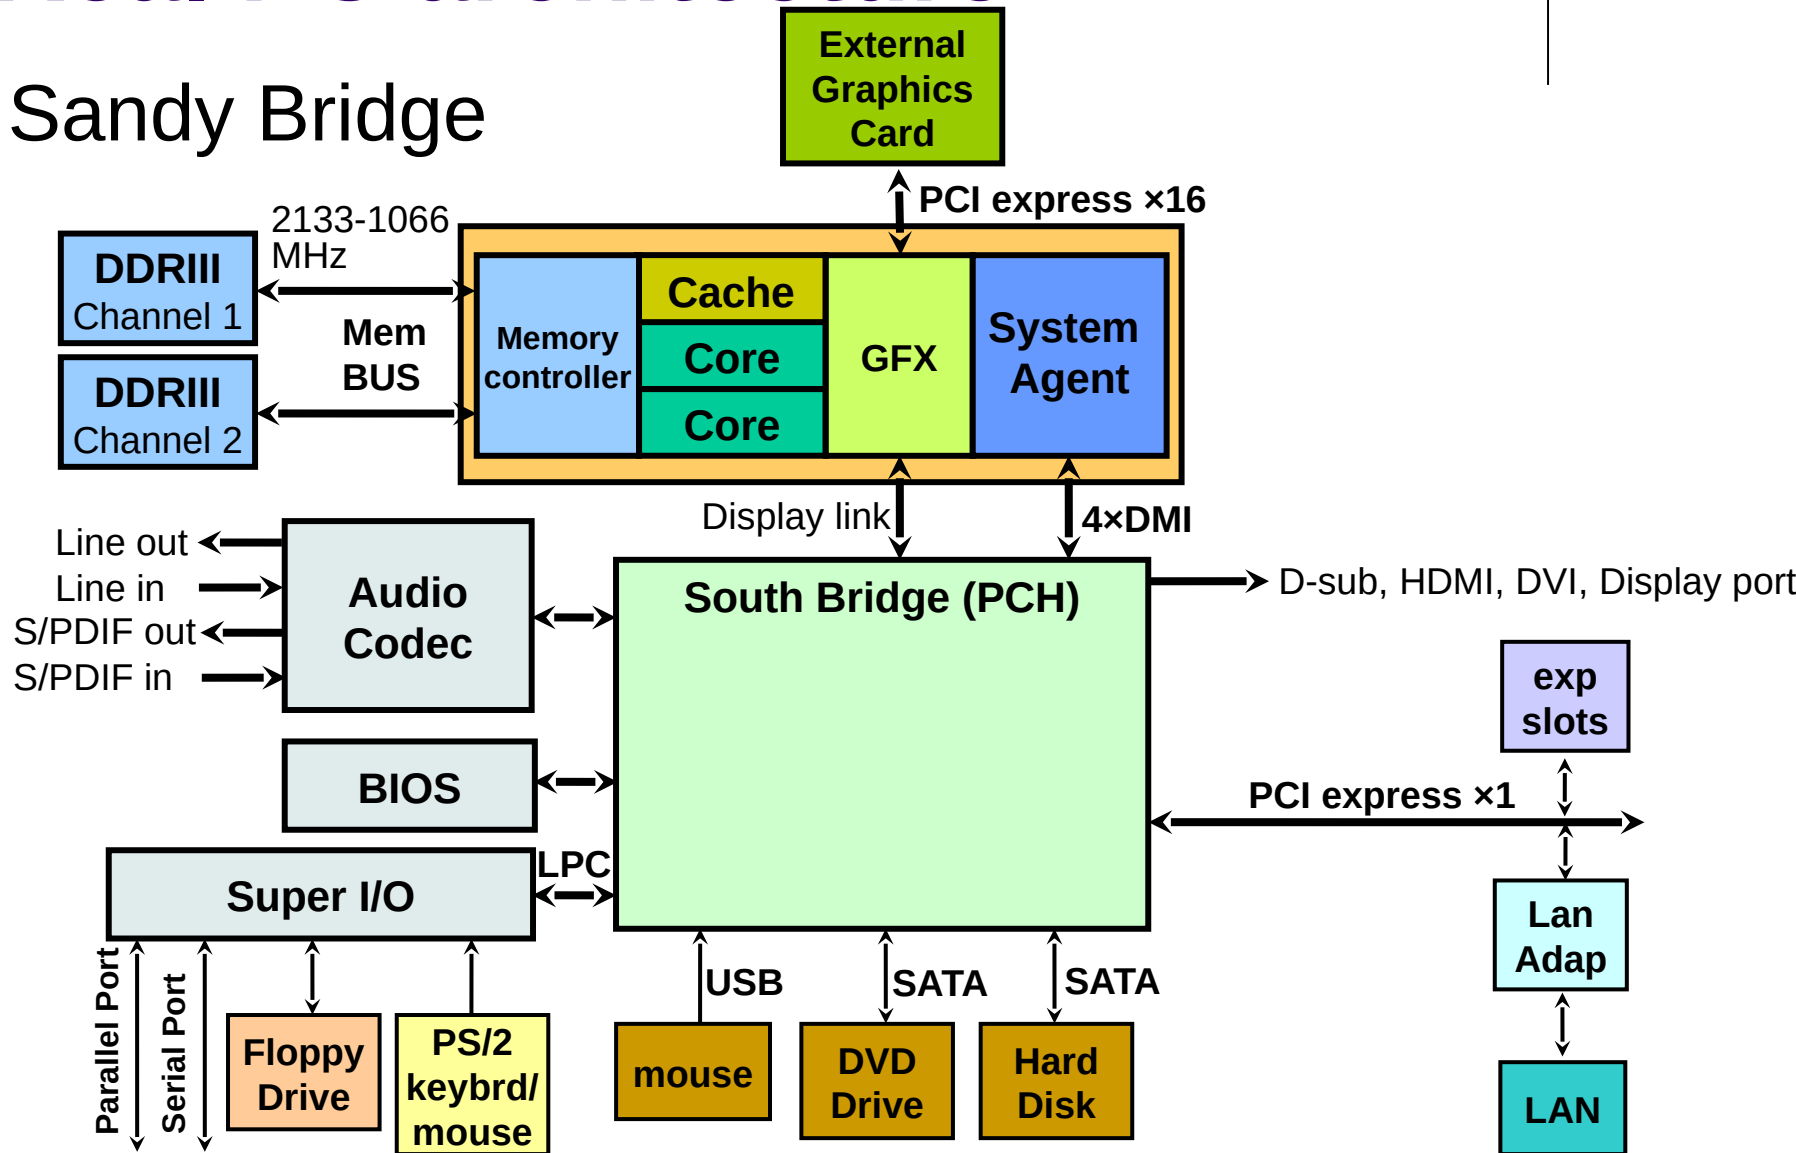 Sandy Bridge
External
Graphics
Card
PCI express ×16
2133-1066
MHz
DDRIII
Channel 1
Mem
BUS
DDRIII
Channel 2
Memory
controller
Cache
Core
Core
GFX
System
Agent
Display link
4×DMI
Line out
Line in
S/PDIF out
S/PDIF in
Audio
Codec
South Bridge (PCH)
D-sub, HDMI, DVI, Display port
exp
slots
BIOS
PCI express ×1
LPC
Super I/O
Lan
Adap
Parallel Port
Serial Port
Floppy
Drive
PS/2
keybrd/
mouse
USB
SATA
SATA
mouse
DVD
Drive
Hard
Disk
LAN